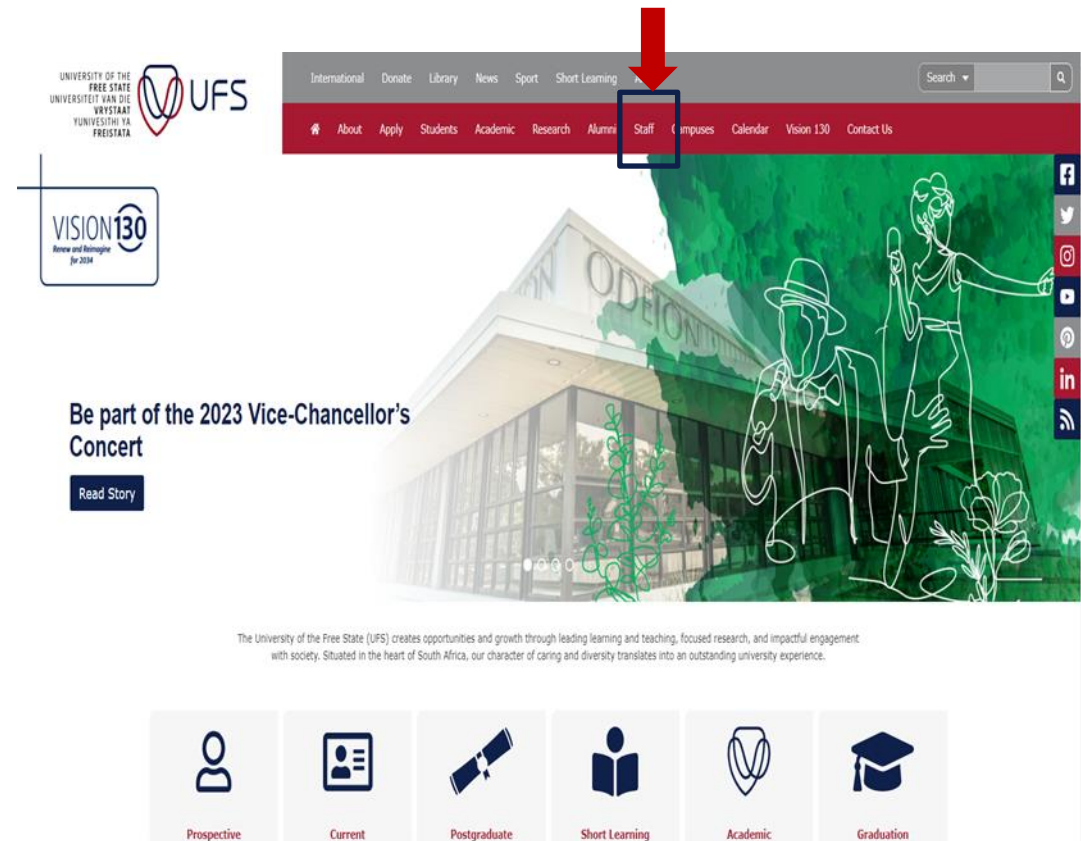 UNIVERSITY OF THE
FREE STATE
UNIVERSITEIT VAN DIE
VRYSTAAT
YUNIVESITHI YA
FREISTATA
UFS
International Donate Library News Sport Short Learning
Search
About Apply Students Academic Research Alumni Staff Campuses Calendar Vision 130 Contact Us
VISION130
Renew and Reimagine
for 2034
ODEION
Be part of the 2023 Vice-Chancellor's
Concert
Read Story
in
The University of the Free State (UFS) creates opportunities and growth through leading learning and teaching, focused research, and impactful engagement
with society. Situated in the heart of South Africa, our character of caring and diversity translates into an outstanding university experience.
Prospective Current Postgraduate Short Learning Academic Graduation